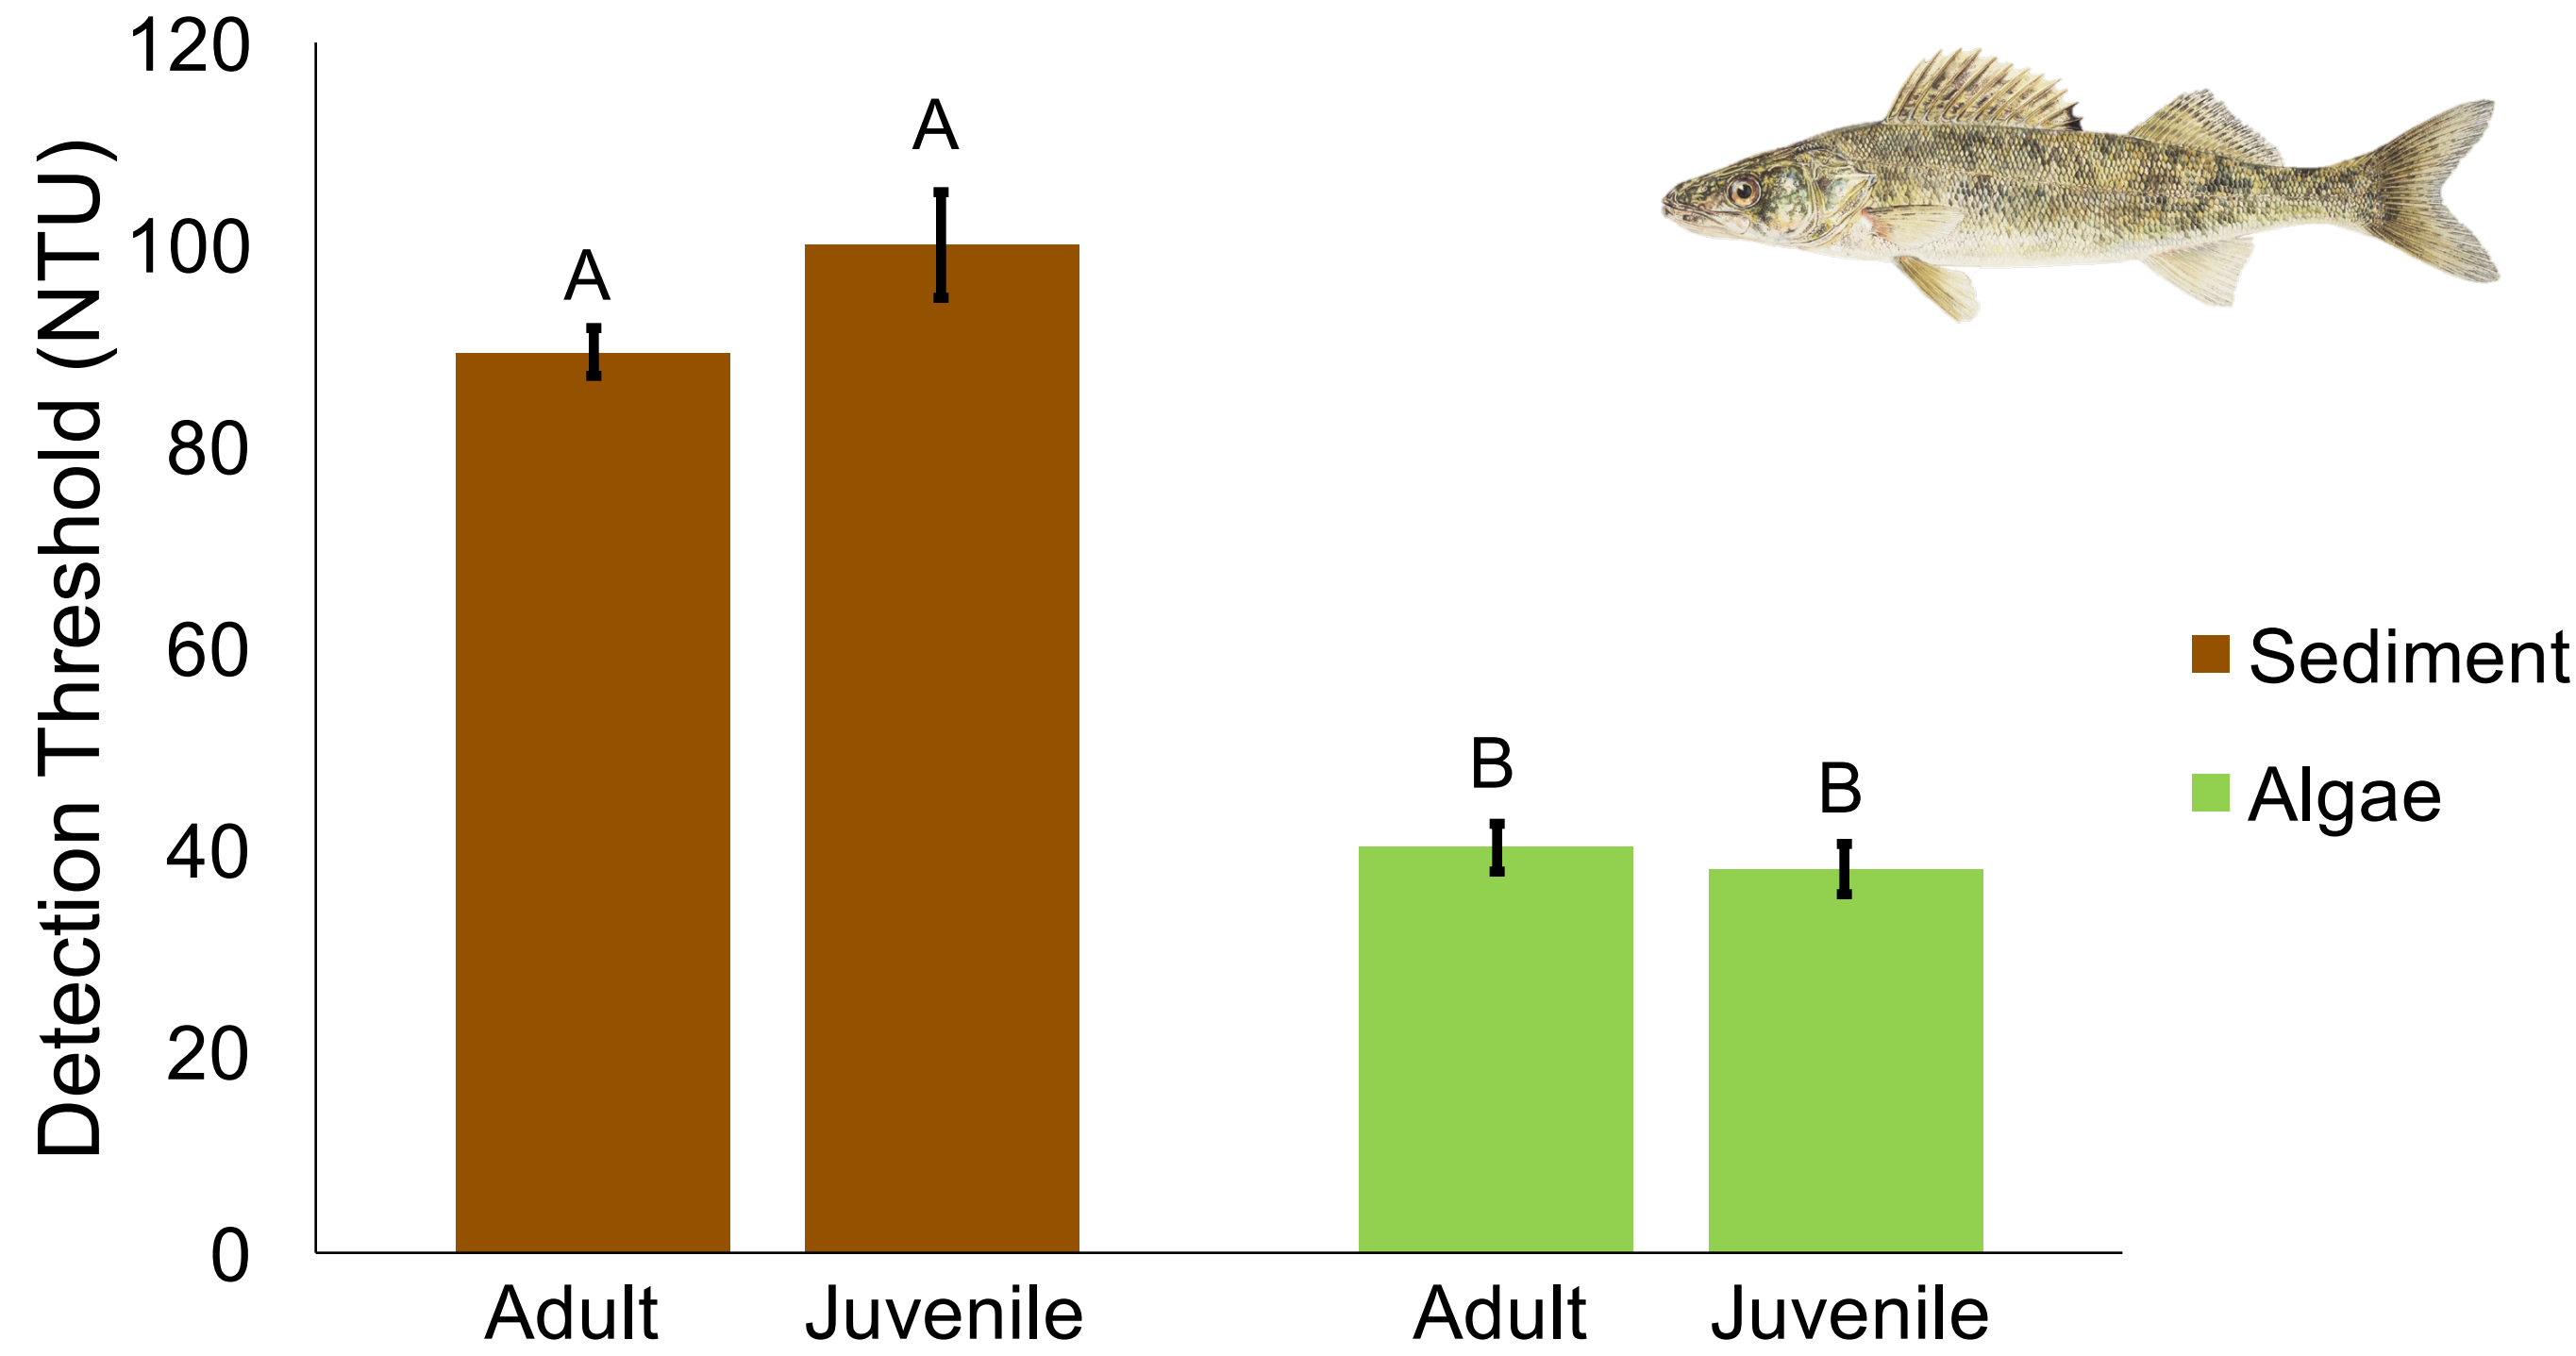 Detection Threshold (NTU)
120
100
80
60
40
20
0
A
A
B
B
Adult
Juvenile
Adult
Juvenile
Sediment
Algae